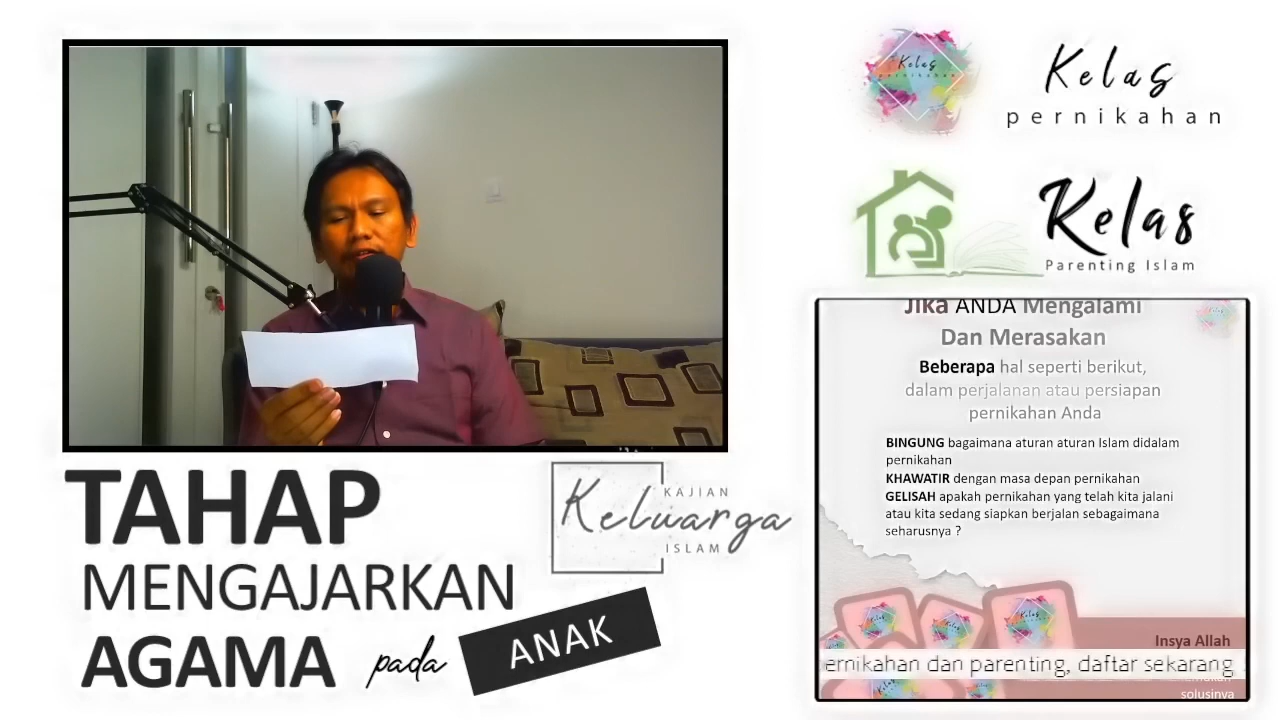 Kelas
pernikahan
Kelas
pernikahan
Kelas
Parenting Islam
Jika ANDA Mengalami
Dan Merasakan
Beberapa hal seperti berikut,
dalam perjalanan atau persiapan
pernikahan Anda
BINGUNG bagaimana aturan aturan Islam didalam
pernikahan
KHAWATIR dengan masa depan pernikahan
GELISAH apakah pernikahan yang telah kita jalani
atau kita sedang siapkan berjalan sebagaimana
seharusnya ?
Insya Allah
ernikahan dan parenting, daftar sekarang
solusinya
TAHAP
MENGAJARKAN
AGAMA pada ANAK
KAJIAN
Keluarga
ISLAM